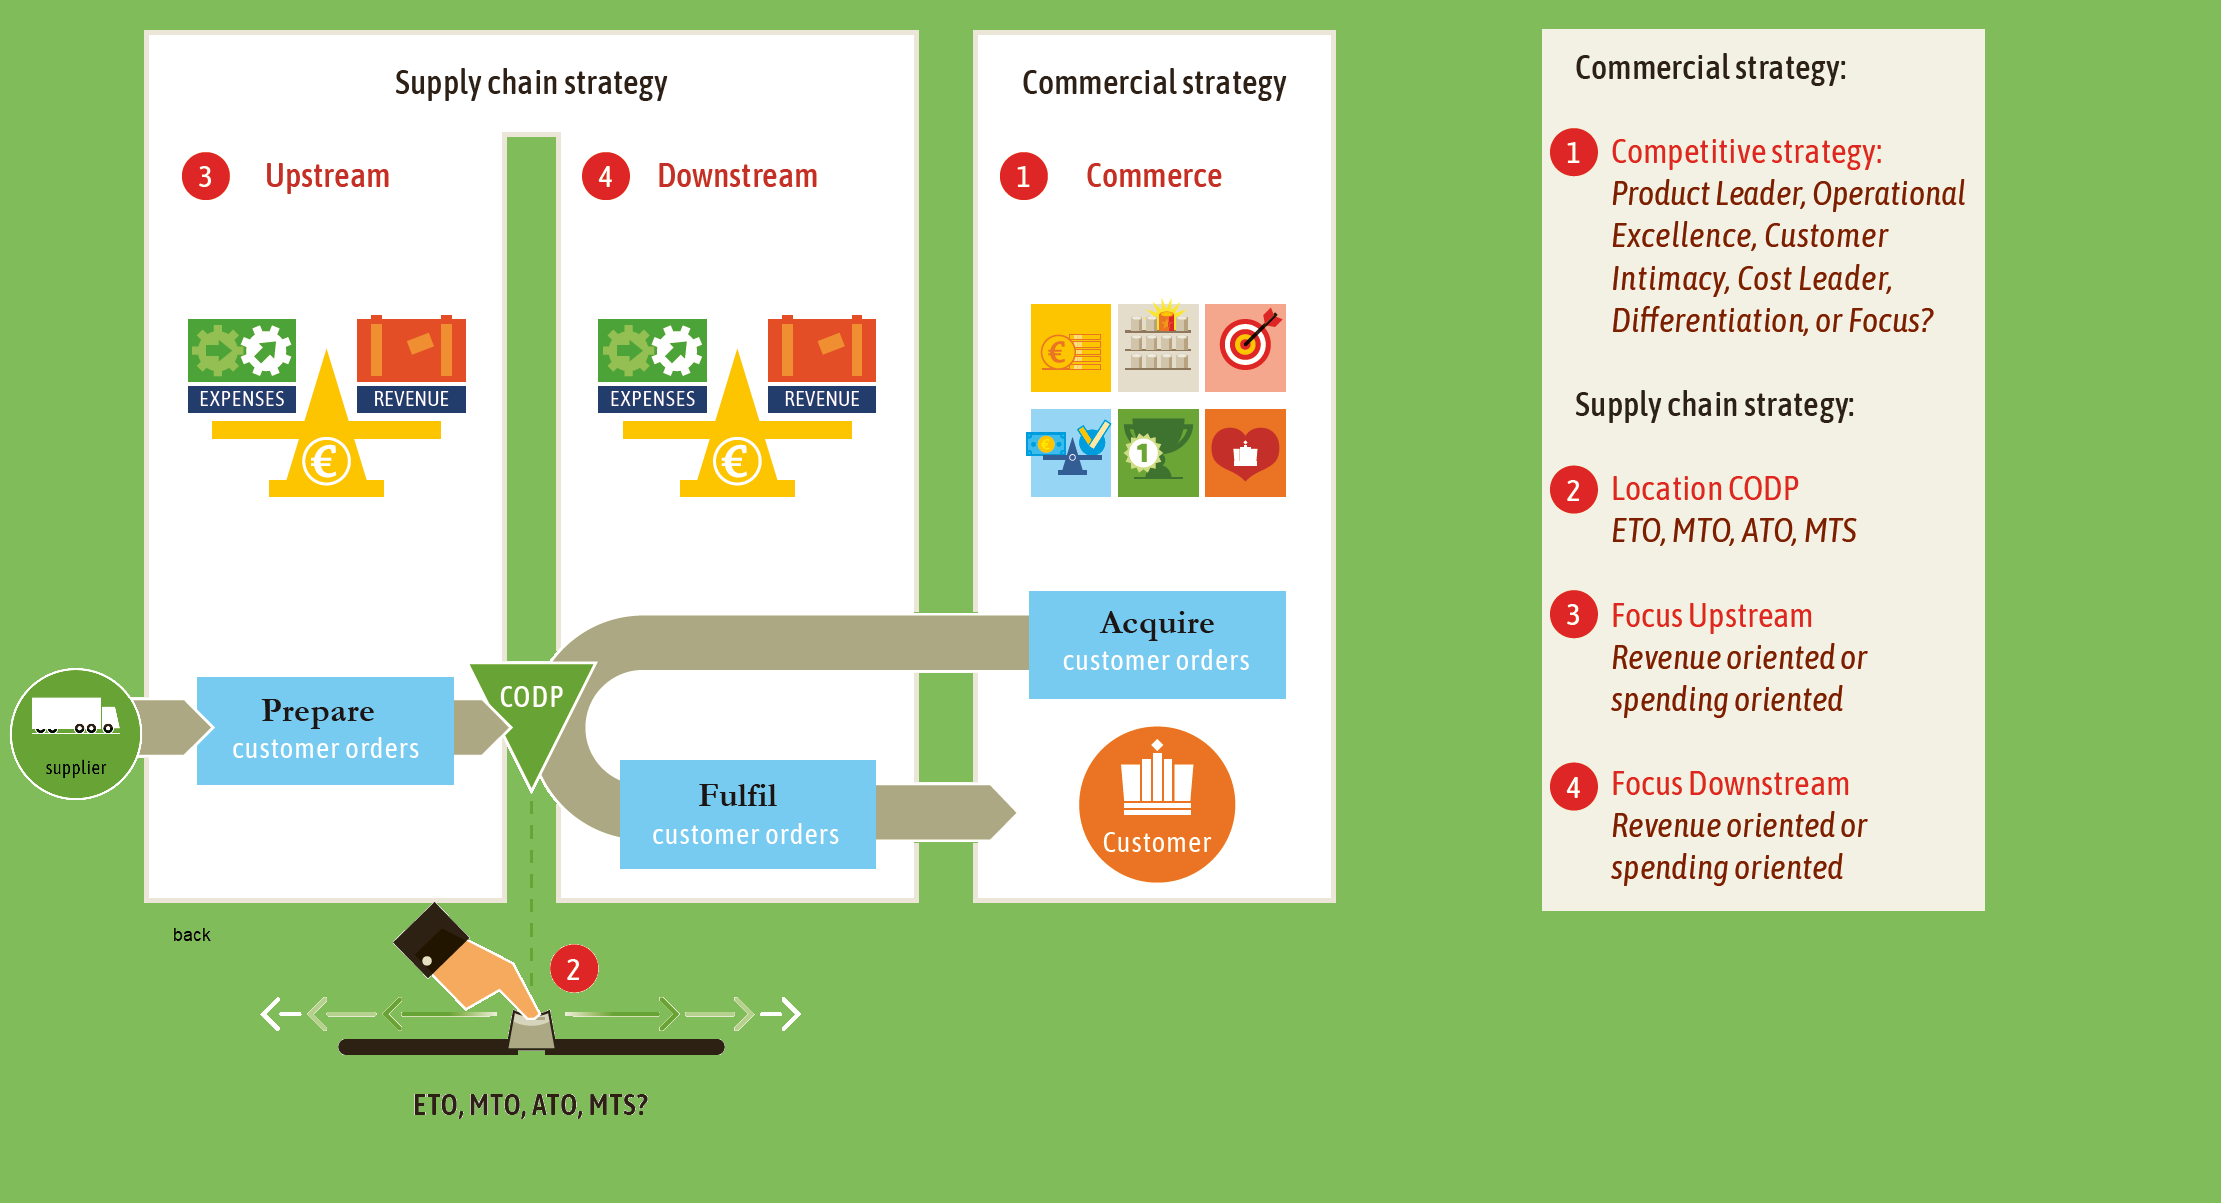 Supply chain strategy
Commercial strategy
3 Upstream
4 Downstream
1 Commerce
EXPENSES
REVENUE
€
EXPENSES
REVENUE
€
€
€
1
Acquire
customer orders
CODP
Prepare
customer orders
supplier
Fulfil
customer orders
Customer
back
2
ETO, MTO, ATO, MTS?
Commercial strategy:
1 Competitive strategy:
Product Leader, Operational
Excellence, Customer
Intimacy, Cost Leader,
Differentiation, or Focus?
Supply chain strategy:
2 Location CODP
ETO, MTO, ATO, MTS
3 Focus Upstream
Revenue oriented or
spending oriented
4 Focus Downstream
Revenue oriented or
spending oriented